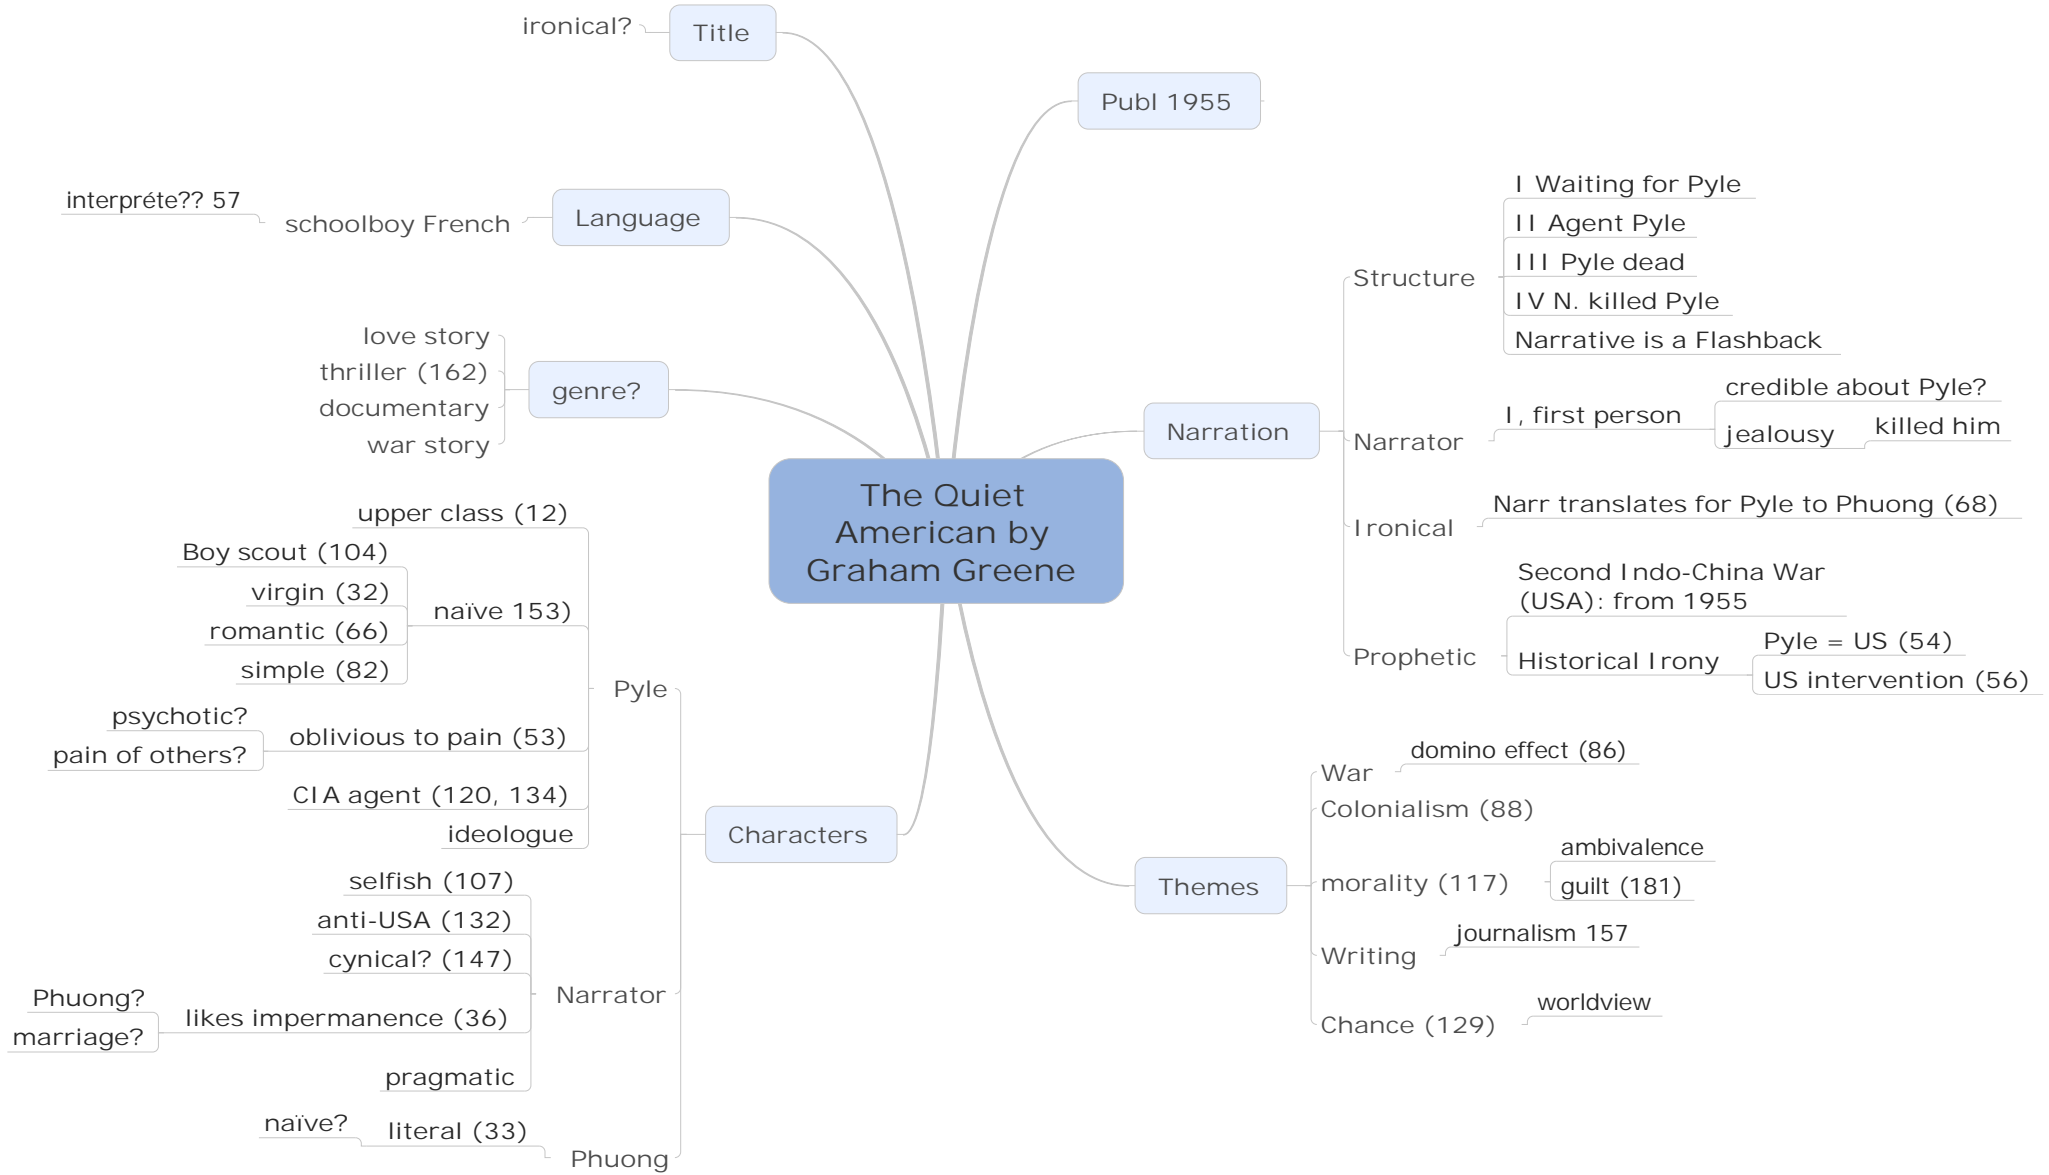 The Quiet
American by
Graham Greene
Title
ironical?
Publ 1955
Language
schoolboy French
interpréte?? 57
genre?
love story
thriller (162)
documentary
war story
Narration
Structure
I Waiting for Pyle
II Agent Pyle
III Pyle dead
IV N. killed Pyle
Narrative is a Flashback
Narrator
I, first person
credible about Pyle?
jealousy
killed him
Ironical
Narr translates for Pyle to Phuong (68)
Prophetic
Second Indo-China War
(USA): from 1955
Historical Irony
Pyle = US (54)
US intervention (56)
Characters
Pyle
upper class (12)
naïve 153)
Boy scout (104)
virgin (32)
romantic (66)
simple (82)
oblivious to pain (53)
psychotic?
pain of others?
CIA agent (120, 134)
ideologue
Narrator
selfish (107)
anti-USA (132)
cynical? (147)
likes impermanence (36)
Phuong?
marriage?
pragmatic
Phuong
literal (33)
naïve?
Themes
War
domino effect (86)
Colonialism (88)
morality (117)
ambivalence
guilt (181)
Writing
journalism 157
Chance (129)
worldview